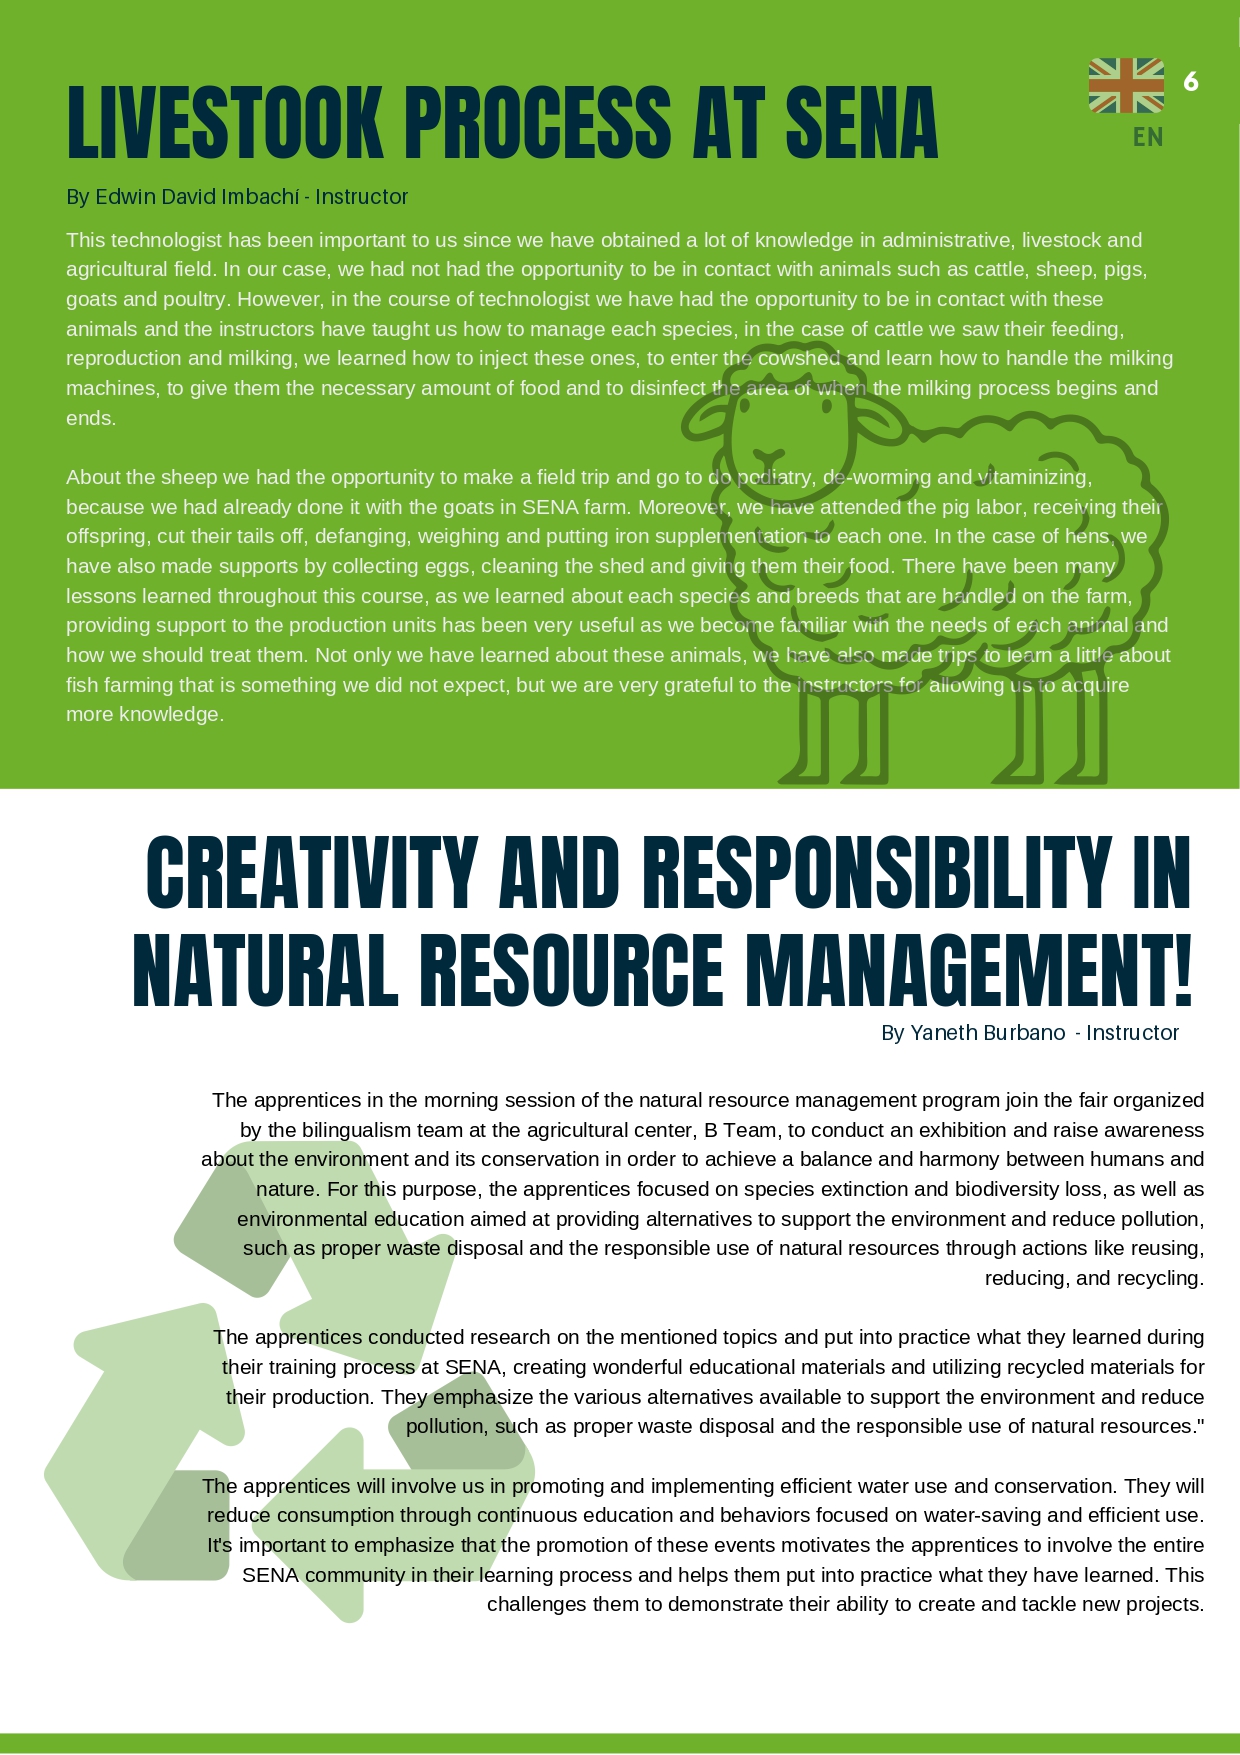 6
EN
LIVESTOOK PROCESS AT SENA
By Edwin David Imbachí - Instructor
This technologist has been important to us since we have obtained a lot of knowledge in administrative, livestock and
agricultural field. In our case, we had not had the opportunity to be in contact with animals such as cattle, sheep, pigs,
goats and poultry. However, in the course of technologist we have had the opportunity to be in contact with these
animals and the instructors have taught us how to manage each species, in the case of cattle we saw their feeding,
reproduction and milking, we learned how to inject these ones, to enter the cowshed and learn how to handle the milking
machines, to give them the necessary amount of food and to disinfect the area of when the milking process begins and
ends.
About the sheep we had the opportunity to make a field trip and go to do podiatry, de-worming and vitaminizing,
because we had already done it with the goats in SENA farm. Moreover, we have attended the pig labor, receiving their
offspring, cut their tails off, defanging, weighing and putting iron supplementation to each one. In the case of hens, we
have also made supports by collecting eggs, cleaning the shed and giving them their food. There have been many
lessons learned throughout this course, as we learned about each species and breeds that are handled on the farm,
providing support to the production units has been very useful as we become familiar with the needs of each animal and
how we should treat them. Not only we have learned about these animals, we have also made trips to learn a little about
fish farming that is something we did not expect, but we are very grateful to the instructors for allowing us to acquire
more knowledge.
CREATIVITY AND RESPONSIBILITY IN
NATURAL RESOURCE MANAGEMENT!
By Yaneth Burbano - Instructor
The apprentices in the morning session of the natural resource management program join the fair organized
by the bilingualism team at the agricultural center, B Team, to conduct an exhibition and raise awareness
about the environment and its conservation in order to achieve a balance and harmony between humans and
nature. For this purpose, the apprentices focused on species extinction and biodiversity loss, as well as
environmental education aimed at providing alternatives to support the environment and reduce pollution,
such as proper waste disposal and the responsible use of natural resources through actions like reusing,
reducing, and recycling.
The apprentices conducted research on the mentioned topics and put into practice what they learned during
their training process at SENA, creating wonderful educational materials and utilizing recycled materials for
their production. They emphasize the various alternatives available to support the environment and reduce
pollution, such as proper waste disposal and the responsible use of natural resources."
The apprentices will involve us in promoting and implementing efficient water use and conservation. They will
reduce consumption through continuous education and behaviors focused on water-saving and efficient use.
It's important to emphasize that the promotion of these events motivates the apprentices to involve the entire
SENA community in their learning process and helps them put into practice what they have learned. This
challenges them to demonstrate their ability to create and tackle new projects.